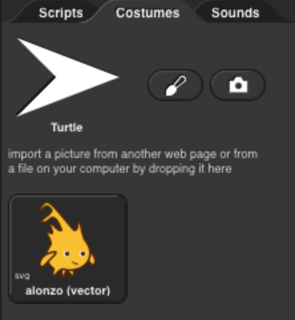 Scripts Costumes Sounds
Turtle
import a picture from another web page or from
a file on your computer by dropping it here
svg
alonzo (vector)